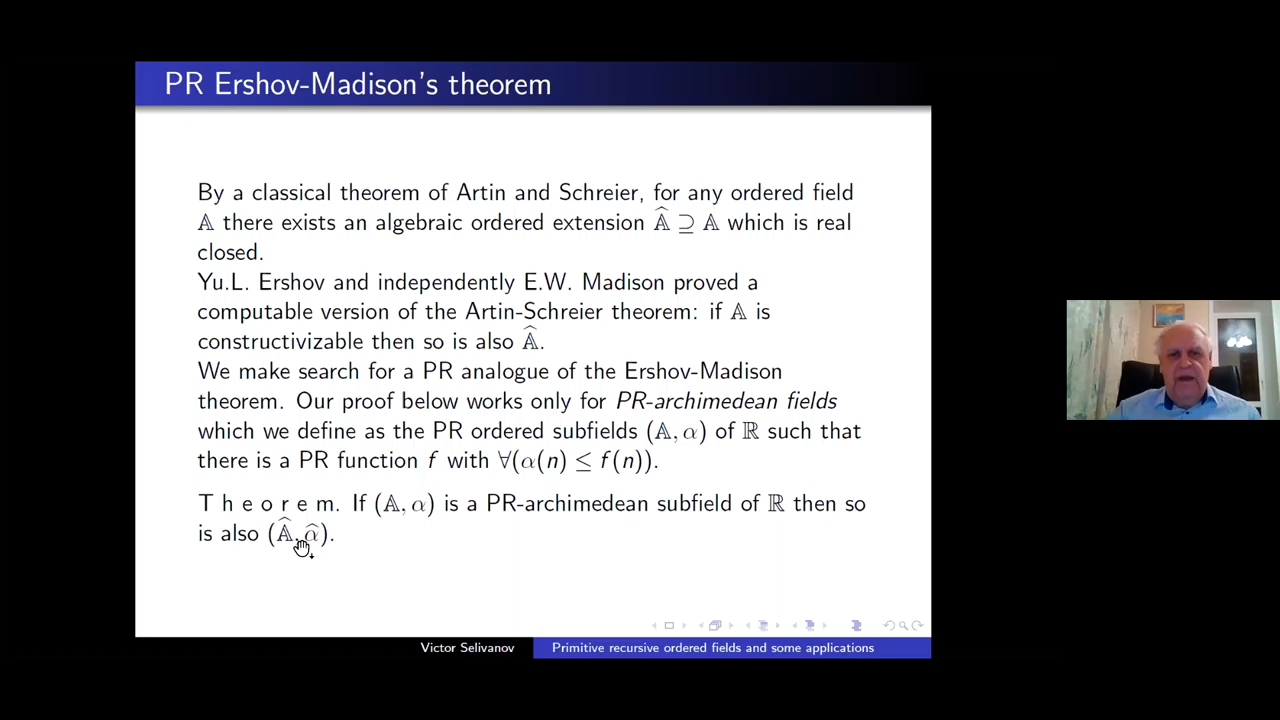 PR Ershov-Madison's theorem
By a classical theorem of Artin and Schreier, for any ordered field
𝔸 there exists an algebraic ordered extension 𝔸̂ ⊇ 𝔸 which is real
closed.
Yu.L. Ershov and independently E.W. Madison proved a
computable version of the Artin-Schreier theorem: if 𝔸 is
constructivizable then so is also 𝔸̂.
We make search for a PR analogue of the Ershov-Madison
theorem. Our proof below works only for PR-archimedean fields
which we define as the PR ordered subfields (𝔸, α) of ℝ such that
there is a PR function f with ∀(α(n) ≤ f(n)).
T h e o r e m. If (𝔸, α) is a PR-archimedean subfield of ℝ then so
is also (𝔸̂, α̂).
Victor Selivanov
Primitive recursive ordered fields and some applications